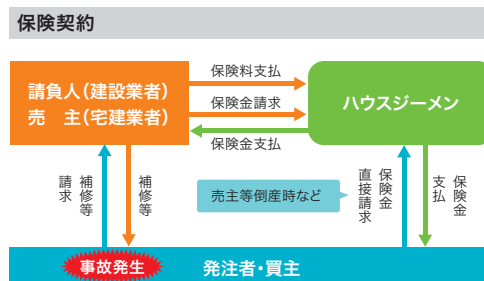 保険契約
請負人(建設業者)
売　主(宅建業者)
保険料支払
保険金請求
保険金支払
ハウスジーメン
補修等
請求
補修等
売主等倒産時など
保険金
直接請求
保険金
支払
事故発生
発注者・買主